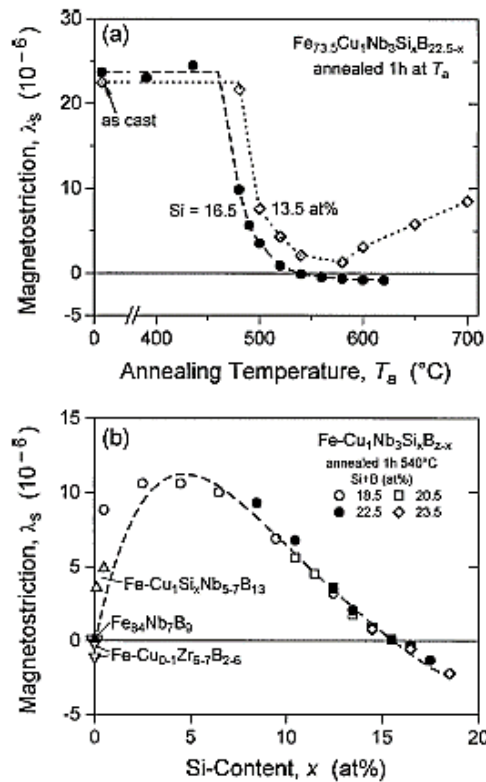 (a)
Fe73.5Cu1Nb3SixB22.5-x
annealed 1h at Ta
Magnetostriction, λs (10⁻⁶)
30
25
20
10
0
-5
as cast
Si = 16.5
13.5 at%
0
400
500
600
700
Annealing Temperature, Ta (°C)
(b)
Fe-Cu1Nb3SixBz-x
annealed 1h 540°C
Si+B (at%)
18.5
20.5
22.5
23.5
Magnetostriction, λs (10⁻⁶)
15
10
5
0
-5
Fe-Cu1SixNb5-7B13
Fe84Nb7B9
Fe-Cu0-1Zr5-7B2-6
0
5
10
15
20
Si-Content, x (at%)